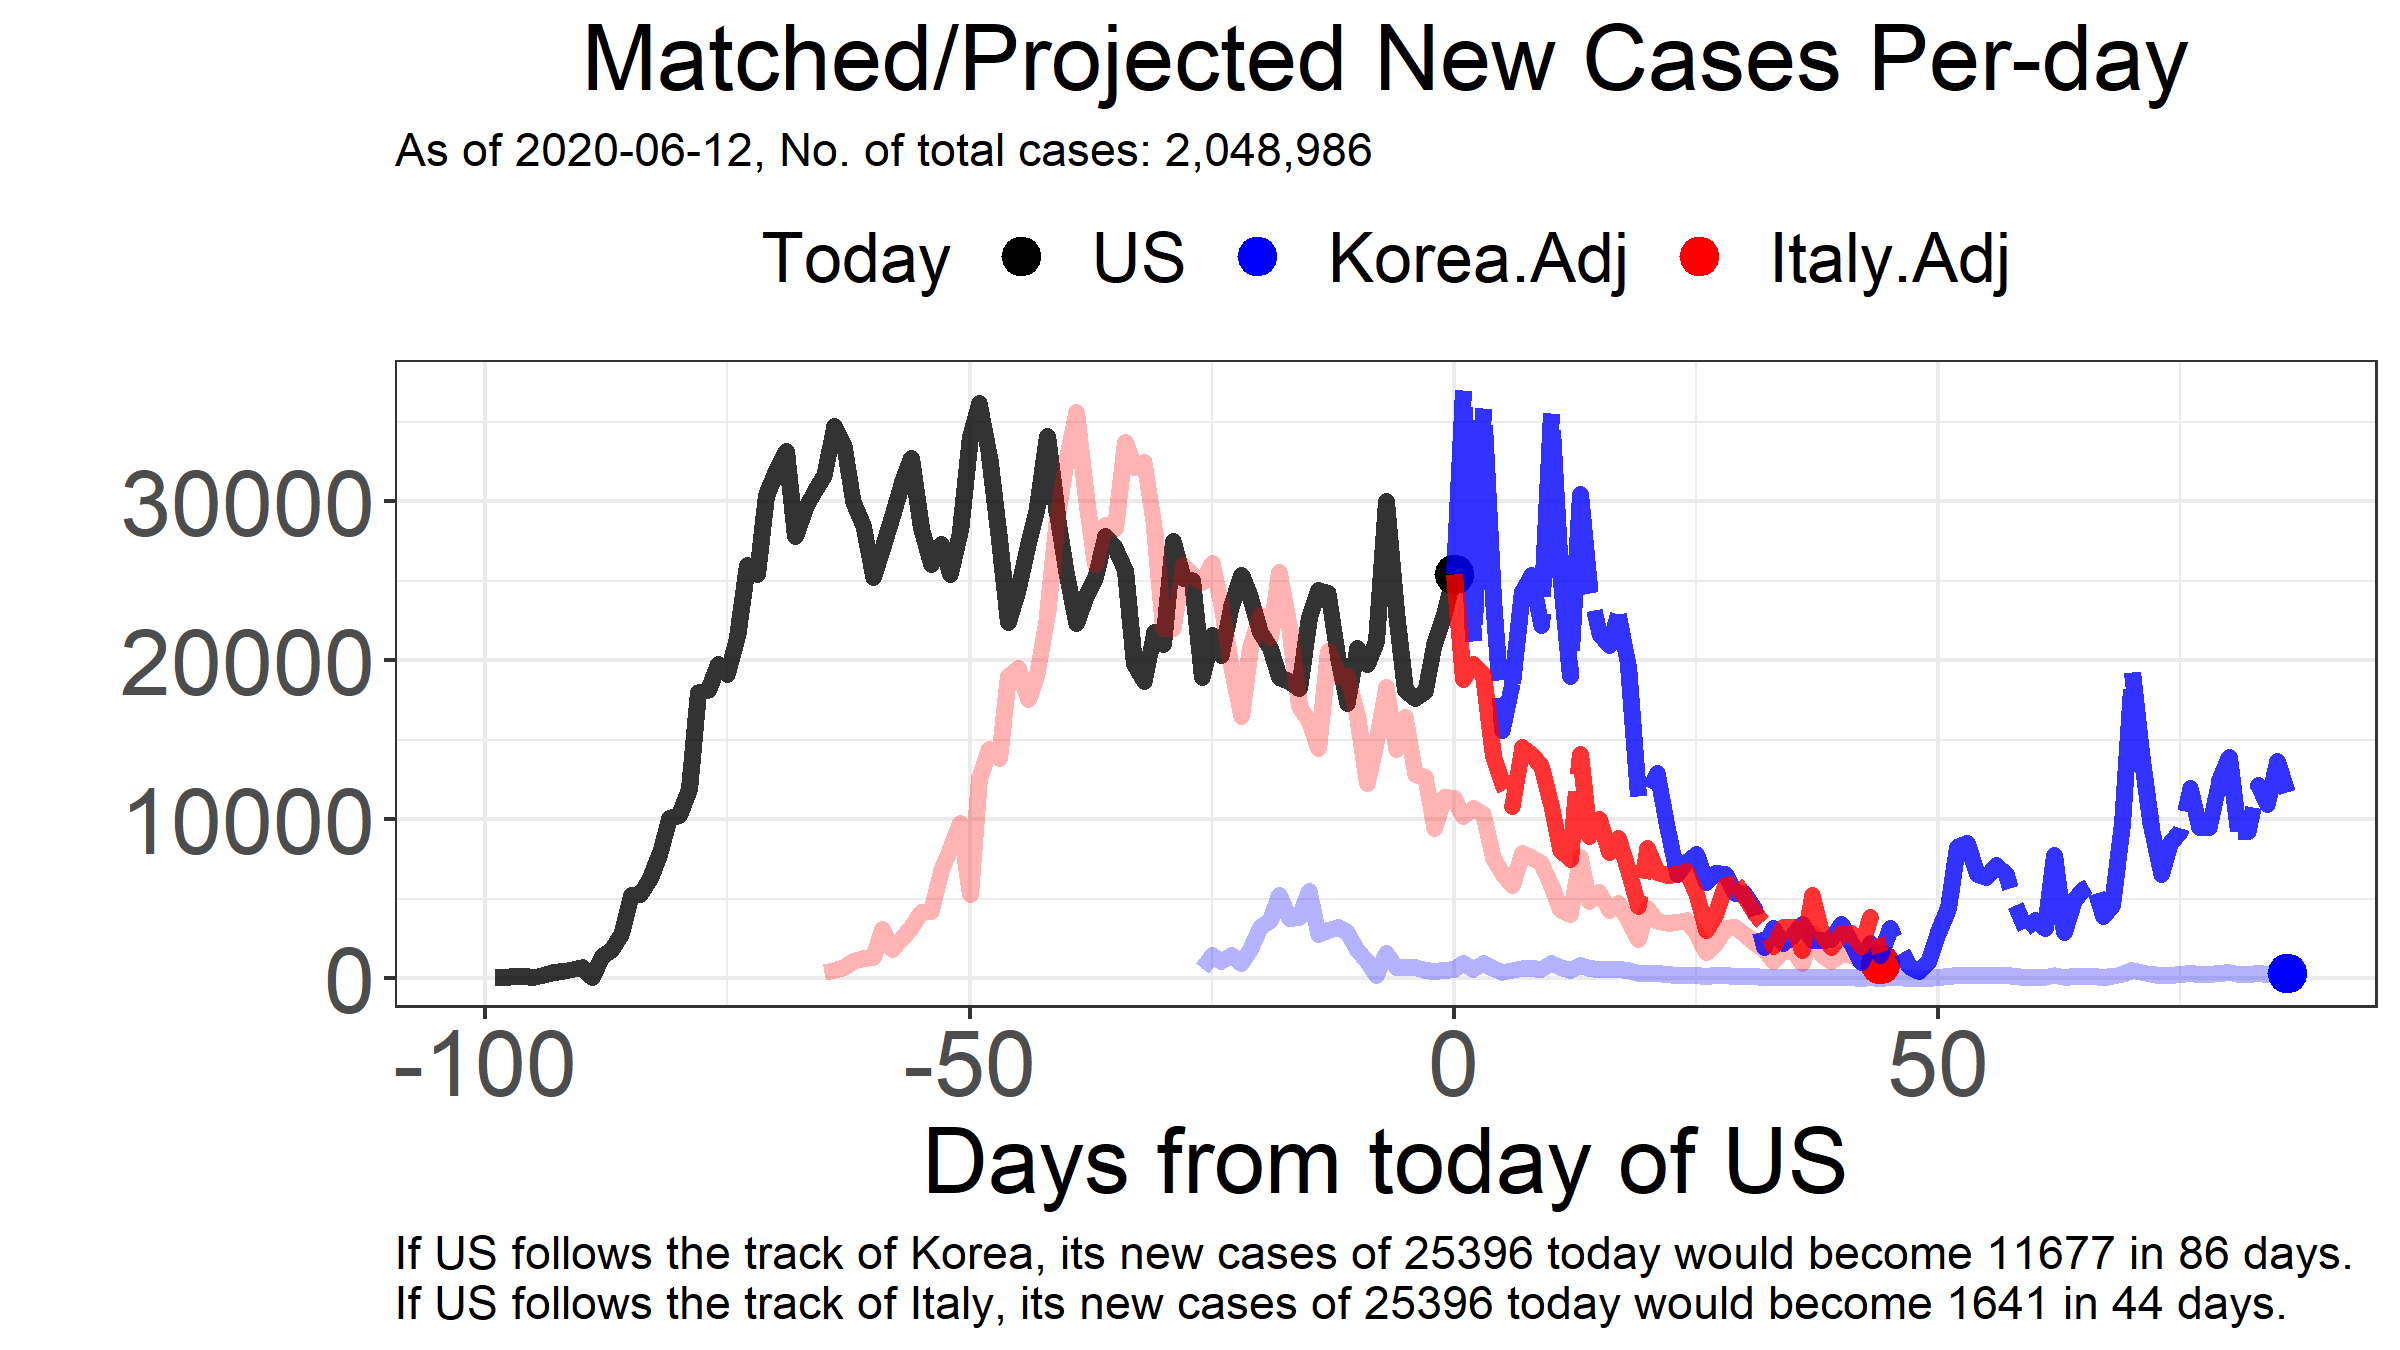 Matched/Projected New Cases Per-day
As of 2020-06-12, No. of total cases: 2,048,986
Today US Korea.Adj Italy.Adj
30000
20000
10000
0
-100 -50 0 50
Days from today of US
If US follows the track of Korea, its new cases of 25396 today would become 11677 in 86 days.
If US follows the track of Italy, its new cases of 25396 today would become 1641 in 44 days.